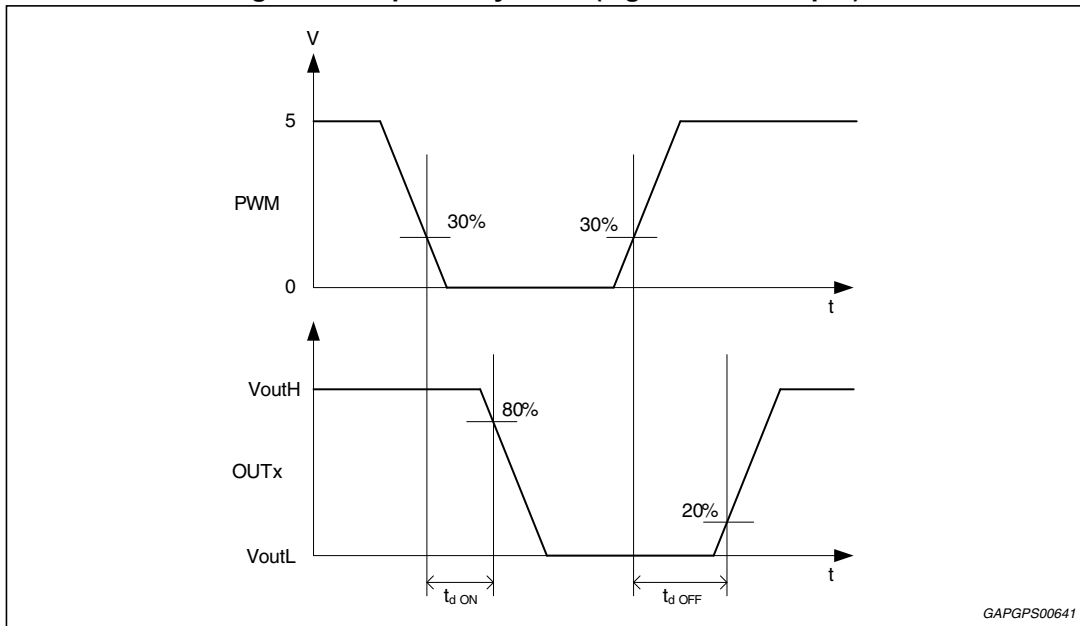 V
5
PWM
30%
30%
0
t
VoutH
80%
OUTx
20%
VoutL
t
td ON
td OFF
GAPGPS00641